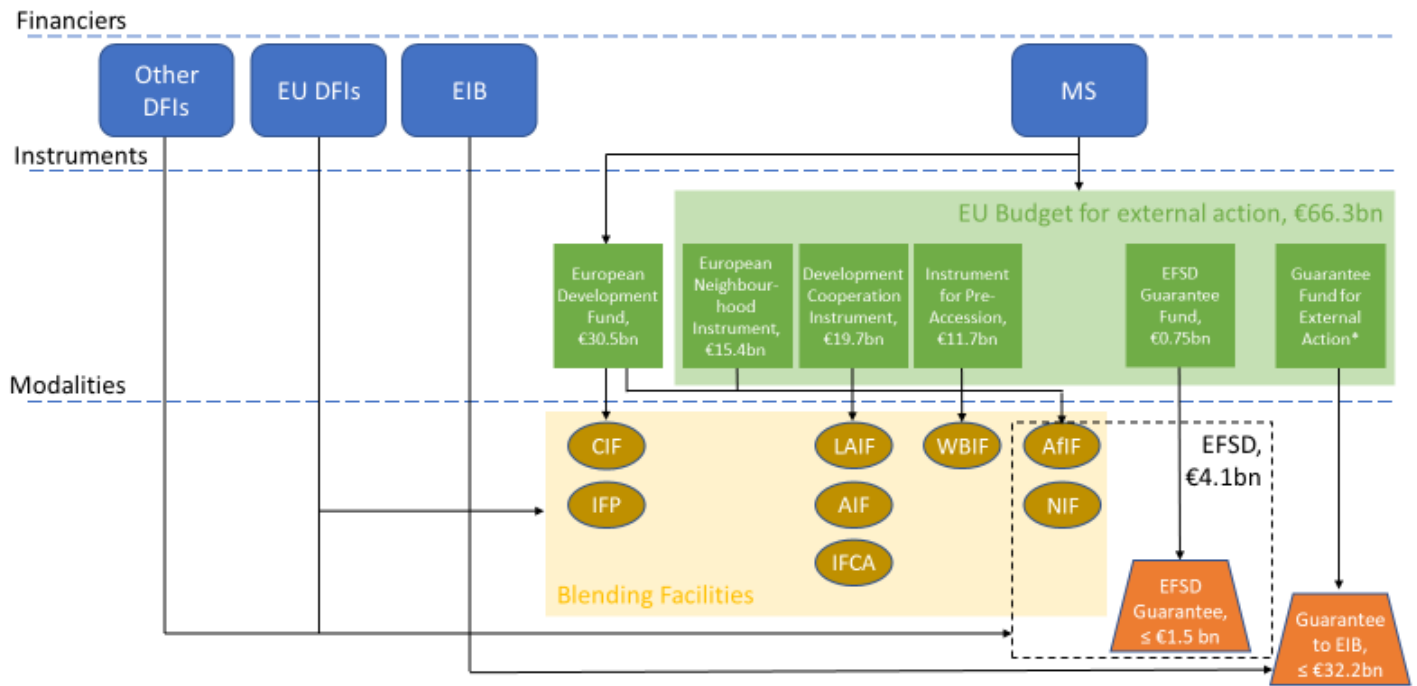 Financiers
Other
DFIs
EU DFIs
EIB
MS
Instruments
EU Budget for external action, €66.3bn
European
Development
Fund,
€30.5bn
European
Neighbour-
hood
Instrument,
€15.4bn
Development
Cooperation
Instrument,
€19.7bn
Instrument
for Pre-
Accession,
€11.7bn
EFSD
Guarantee
Fund,
€0.75bn
Guarantee
Fund for
External
Action*
Modalities
CIF
LAIF
WBIF
AfIF
EFSD,
€4.1bn
IFP
AIF
NIF
IFCA
Blending Facilities
EFSD
Guarantee,
≤ €1.5 bn
Guarantee
to EIB,
≤ €32.2bn